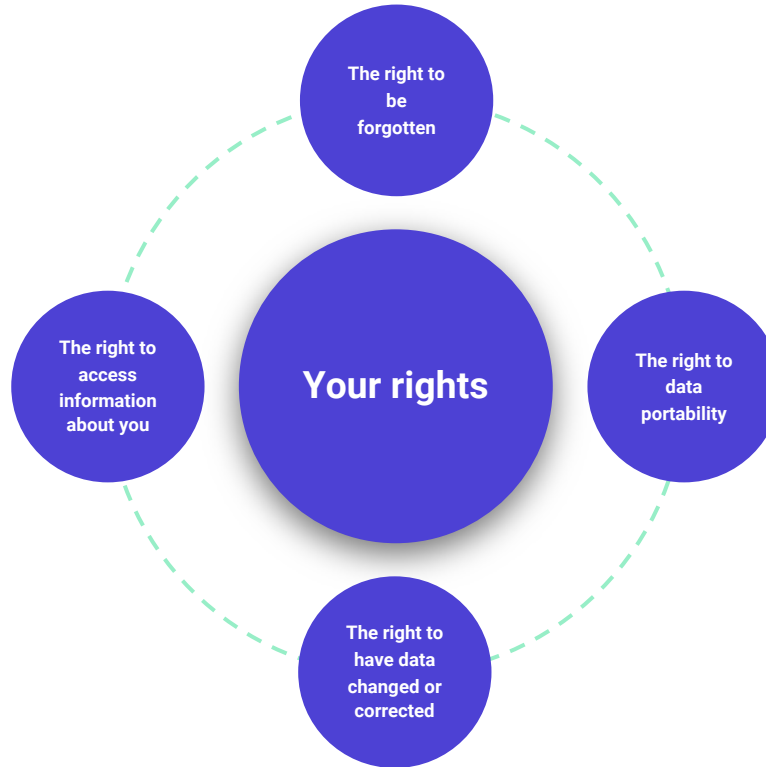 The right to
be
forgotten
The right to
access
information
about you
Your rights
The right to
data
portability
The right to
have data
changed or
corrected